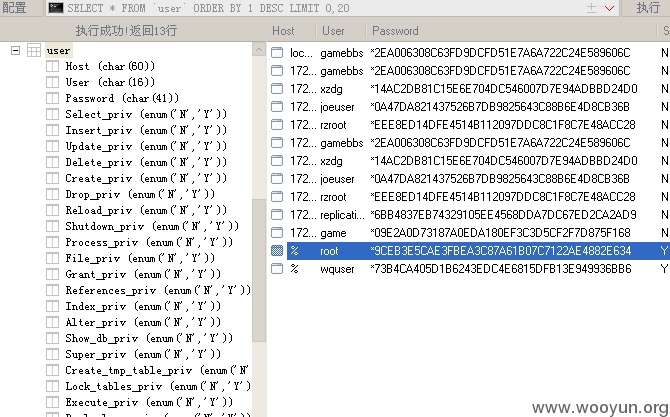 配置 SELECT * FROM `user` ORDER BY 1 DESC LIMIT 0,20 执行
执行成功!返回13行
user
Host (char(60))
User (char(16))
Password (char(41))
Select_priv (enum('N','Y'))
Insert_priv (enum('N','Y'))
Update_priv (enum('N','Y'))
Delete_priv (enum('N','Y'))
Create_priv (enum('N','Y'))
Drop_priv (enum('N','Y'))
Reload_priv (enum('N','Y'))
Shutdown_priv (enum('N','Y'))
Process_priv (enum('N','Y'))
File_priv (enum('N','Y'))
Grant_priv (enum('N','Y'))
References_priv (enum('N','Y'))
Index_priv (enum('N','Y'))
Alter_priv (enum('N','Y'))
Show_db_priv (enum('N','Y'))
Super_priv (enum('N','Y'))
Create_tmp_table_priv (enum('N',
Lock_tables_priv (enum('N','Y'))
Execute_priv (enum('N','Y'))
Host User Password S
loc... gamebbs *2EA006308C63FD9DCFD51E7A6A722C24E589606C N
172... gamebbs *2EA006308C63FD9DCFD51E7A6A722C24E589606C N
172... xzdg *14AC2DB81C15E6E704DC546007D7E94ADBBD24D0 N
172... joeuser *0A47DA821437526B7DB9825643C88B6E4D8CB36B N
172... rzroot *EEE8ED14DFE4514B112097DDC8C1F8C7E48ACC28 N
172... gamebbs *2EA006308C63FD9DCFD51E7A6A722C24E589606C N
172... xzdg *14AC2DB81C15E6E704DC546007D7E94ADBBD24D0 N
172... joeuser *0A47DA821437526B7DB9825643C88B6E4D8CB36B N
172... rzroot *EEE8ED14DFE4514B112097DDC8C1F8C7E48ACC28 N
172... replicati... *6BB4837EB74329105EE4568DDA7DC67ED2CA2AD9 N
172... game *09E2A0D73187A0EDA180EF3C3D5CF2F7D875F168 N
% root *9CEB3E5CAE3FBEA3C87A61B07C7122AE4882E634 Y
% wquser *73B4CA405D1B6243EDC4E6815DFB13E949936BB6 Y
www.wooyun.org